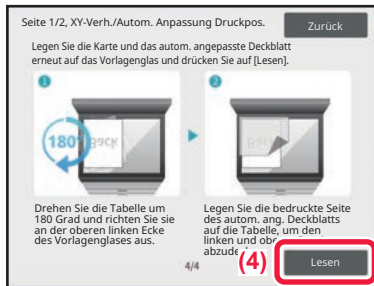 Seite 1/2, XY-Verh./Autom. Anpassung Druckpos.
Zurück
Legen Sie die Karte und das autom. angepasste Deckblatt
erneut auf das Vorlagenglas und drücken Sie auf [Lesen].
1
2
180°
Back
Back
Drehen Sie die Tabelle um
180 Grad und richten Sie sie
an der oberen linken Ecke
des Vorlagenglases aus.
Legen Sie die bedruckte Seite
des autom. ang. Deckblatts
auf die Tabelle, um den
linken und
4/4
(4)
Lesen